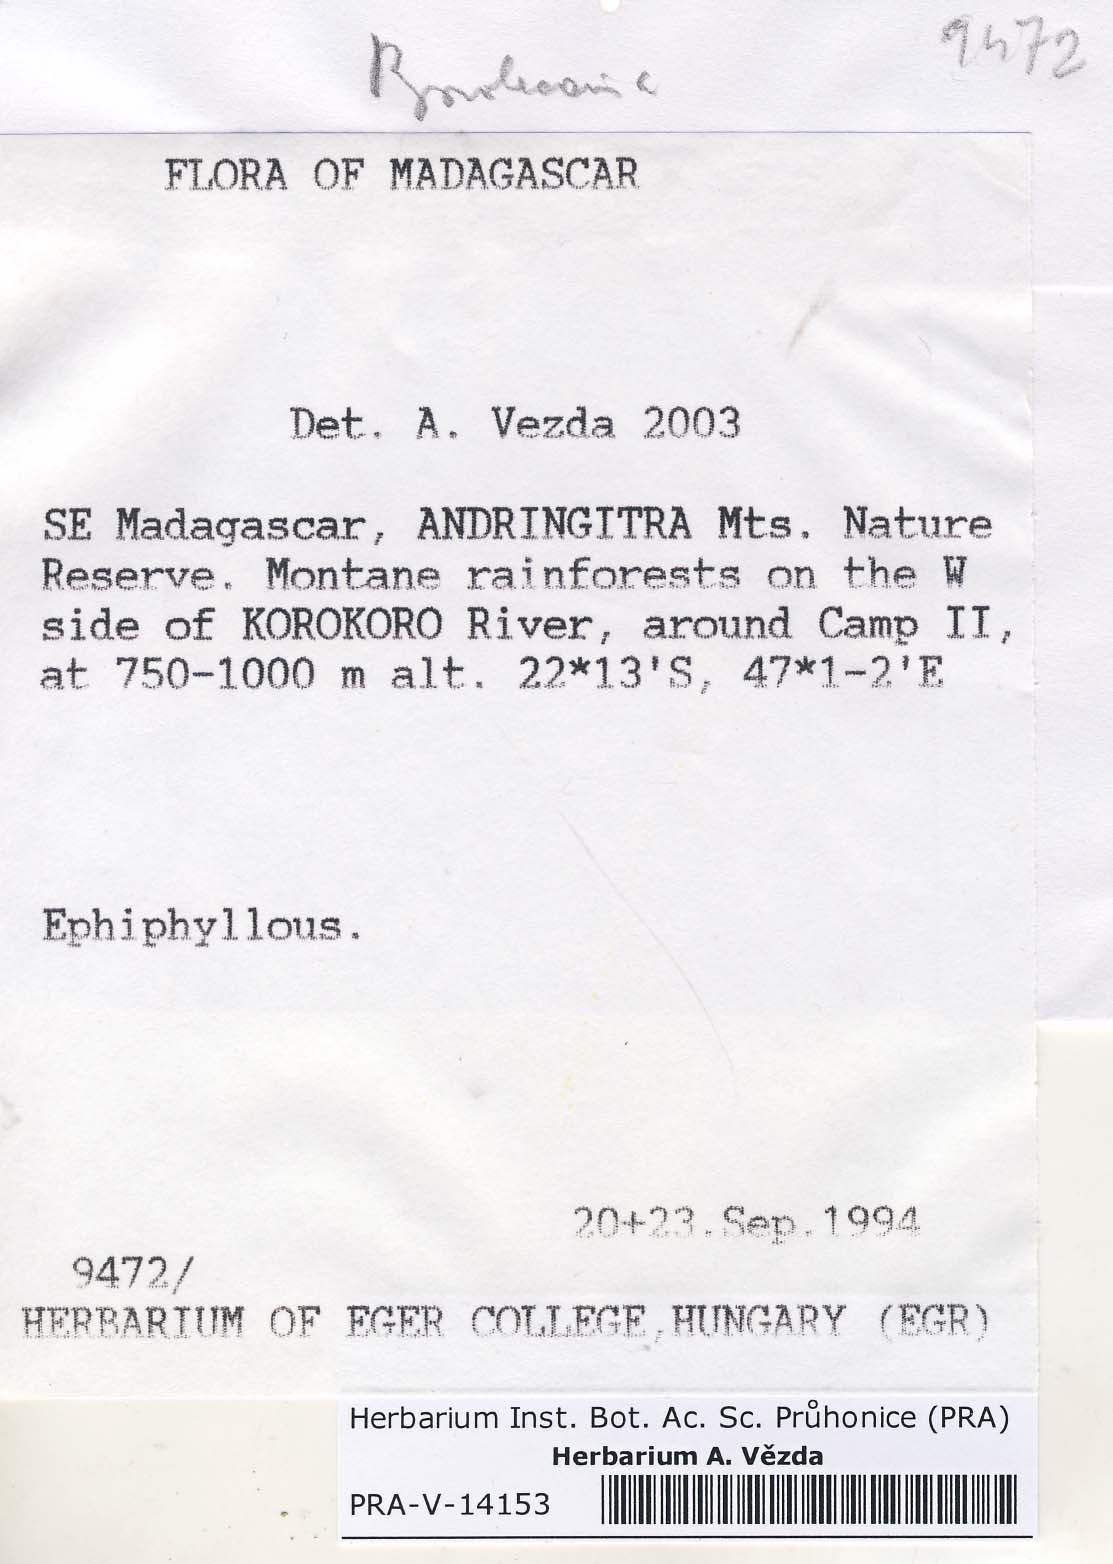 9472
FLORA OF MADAGASCAR
Det. A. Vezda 2003
SE Madagascar, ANDRINGITRA Mts. Nature
Reserve. Montane rainforests on the W
side of KOROKORO River, around Camp II,
at 750-1000 m alt. 22*13'S, 47*1-2'E
Ephiphyllous.
20+23.Sep.1994
9472/
HERBARIUM OF EGER COLLEGE,HUNGARY (EGR)
Herbarium Inst. Bot. Ac. Sc. Průhonice (PRA)
Herbarium A. Vězda
PRA-V-14153